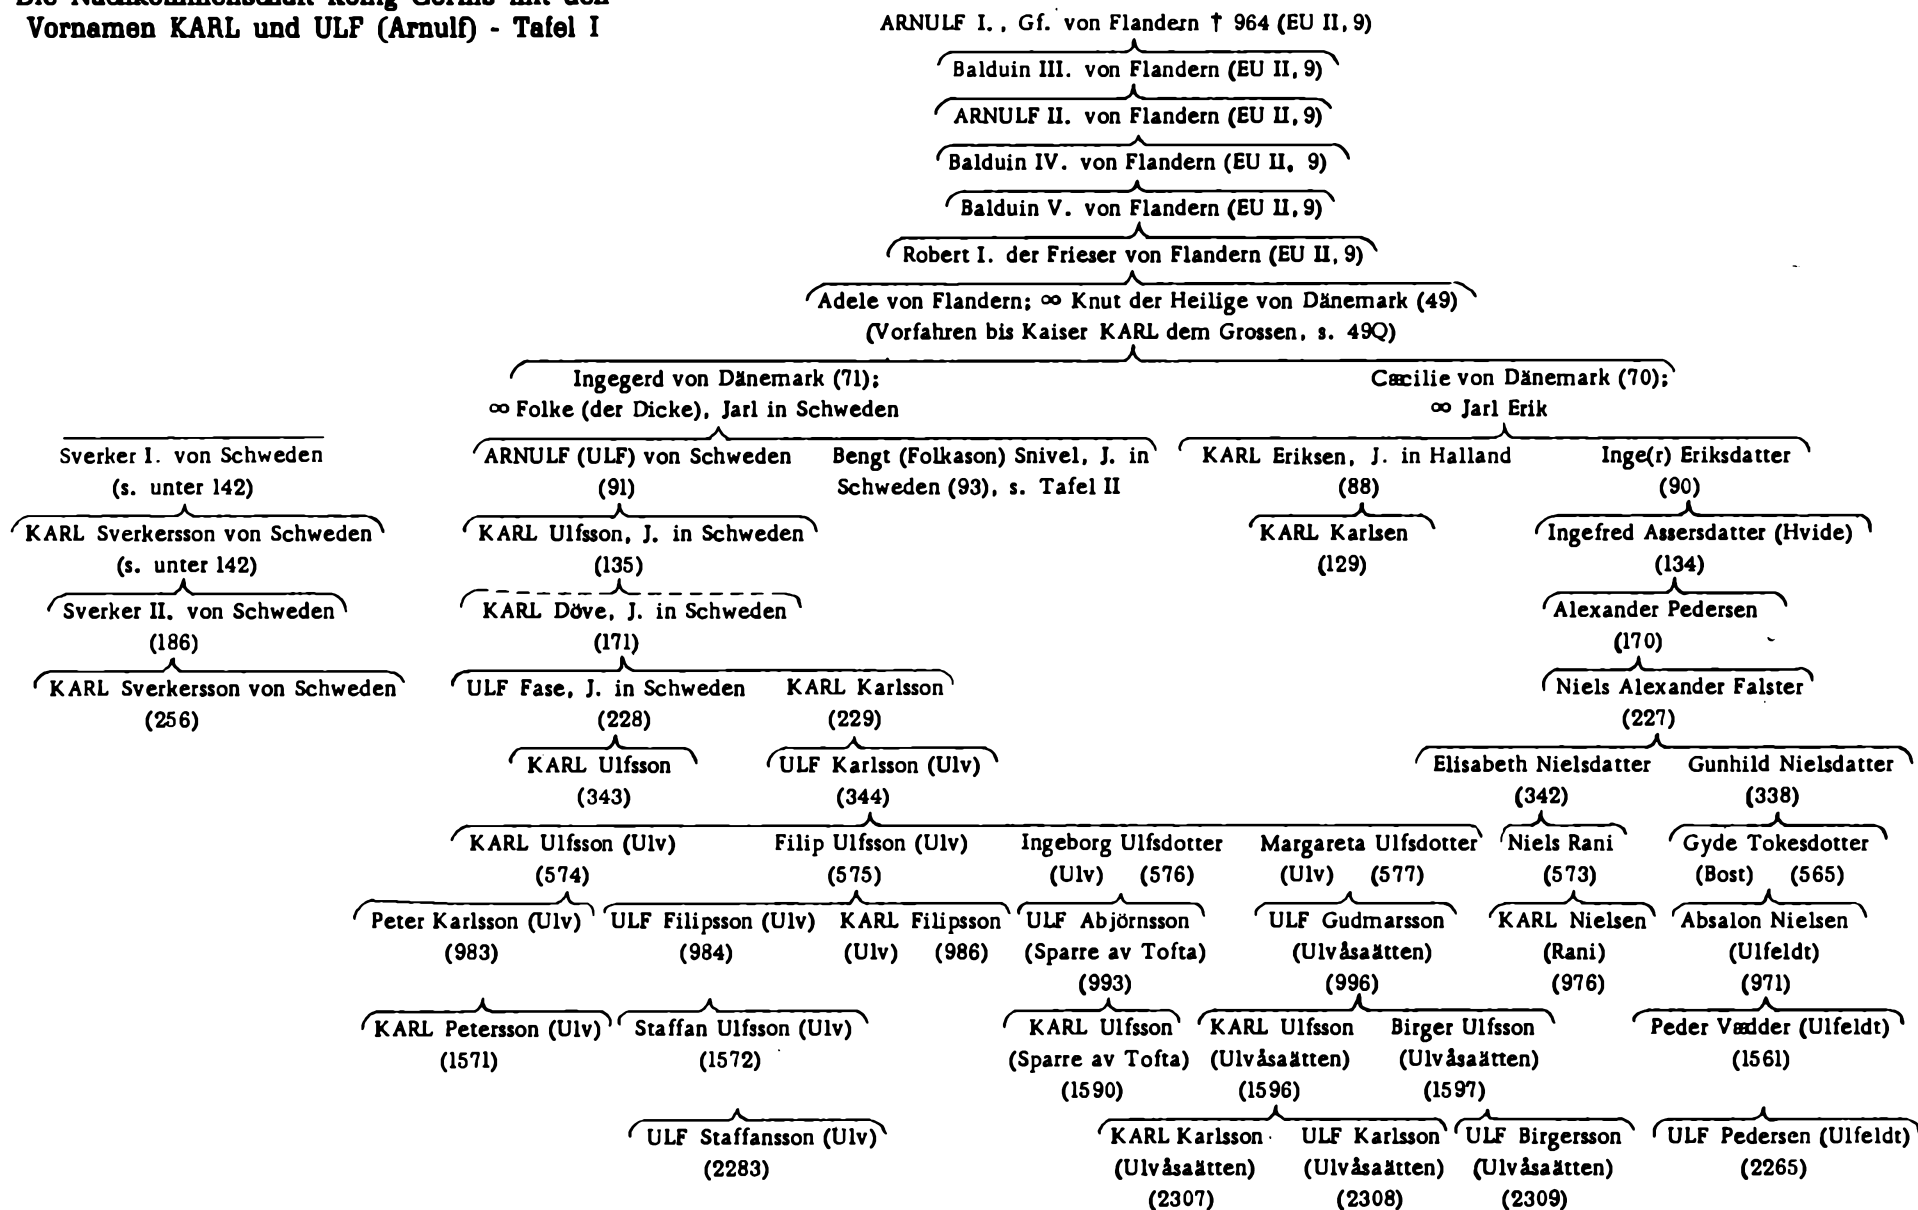 Die Nachkommenschaft König Gorms mit den
Vornamen KARL und ULF (Arnulf) - Tafel I
ARNULF I., Gf. von Flandern † 964 (EU II, 9)
Balduin III. von Flandern (EU II, 9)
ARNULF II. von Flandern (EU II, 9)
Balduin IV. von Flandern (EU II, 9)
Balduin V. von Flandern (EU II, 9)
Robert I. der Frieser von Flandern (EU II, 9)
Adele von Flandern; ∞ Knut der Heilige von Dänemark (49)
(Vorfahren bis Kaiser KARL dem Grossen, s. 49Q)
Ingegerd von Dänemark (71); Cæcilie von Dänemark (70);
∞ Folke (der Dicke), Jarl in Schweden ∞ Jarl Erik
Sverker I. von Schweden ARNULF (ULF) von Schweden Bengt (Folkason) Snivel, J. in KARL Eriksen, J. in Halland Inge(r) Eriksdatter
(s. unter 142) (91) Schweden (93), s. Tafel II (88) (90)
KARL Sverkersson von Schweden KARL Ulfsson, J. in Schweden KARL Karlsen Ingefred Assersdatter (Hvide)
(s. unter 142) (135) (129) (134)
Sverker II. von Schweden KARL Döve, J. in Schweden Alexander Pedersen
(186) (171) (170)
KARL Sverkersson von Schweden ULF Fase, J. in Schweden KARL Karlsson Niels Alexander Falster
(256) (228) (229) (227)
KARL Ulfsson ULF Karlsson (Ulv) Elisabeth Nielsdatter Gunhild Nielsdatter
(343) (344) (342) (338)
KARL Ulfsson (Ulv) Filip Ulfsson (Ulv) Ingeborg Ulfsdotter Margareta Ulfsdotter Niels Rani Gyde Tokesdotter
(574) (575) (Ulv) (576) (Ulv) (577) (573) (Bost) (565)
Peter Karlsson (Ulv) ULF Filipsson (Ulv) KARL Filipsson ULF Abjörnsson ULF Gudmarsson KARL Nielsen Absalon Nielsen
(983) (984) (Ulv) (986) (Sparre av Tofta) (Ulvåsaätten) (Rani) (Ulfeldt)
(993) (996) (976) (971)
KARL Petersson (Ulv) Staffan Ulfsson (Ulv) KARL Ulfsson KARL Ulfsson Birger Ulfsson Peder Vædder (Ulfeldt)
(1571) (1572) (Sparre av Tofta) (Ulvåsaätten) (Ulvåsaätten) (1561)
(1590) (1596) (1597)
ULF Staffansson (Ulv) KARL Karlsson ULF Karlsson ULF Birgersson ULF Pedersen (Ulfeldt)
(2283) (Ulvåsaätten) (Ulvåsaätten) (Ulvåsaätten) (2265)
(2307) (2308) (2309)